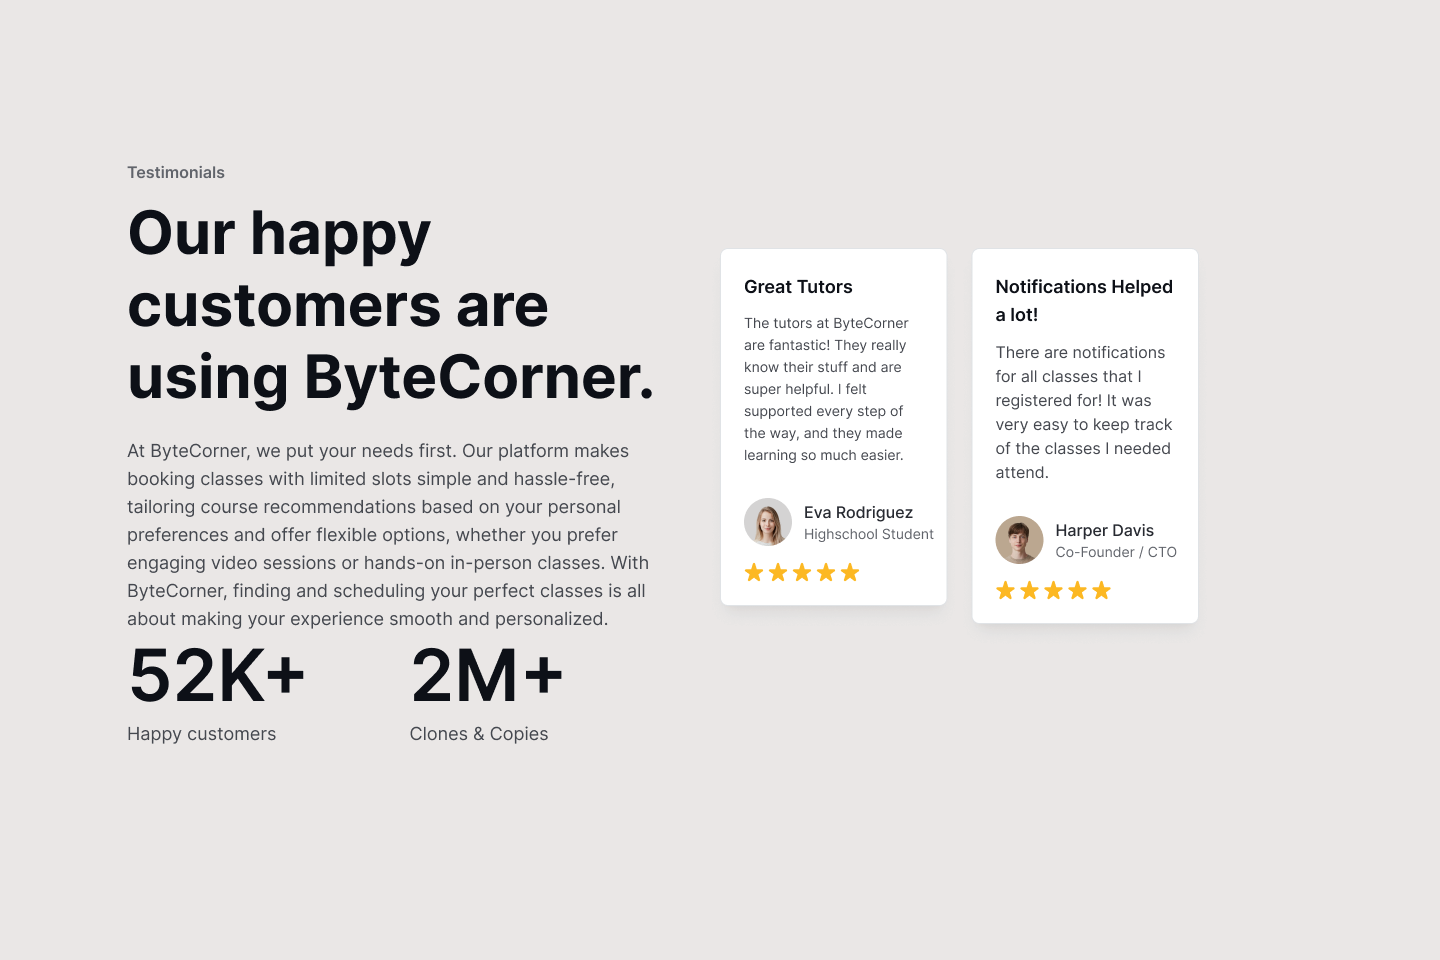 Testimonials
Our happy
customers are
using ByteCorner.
At ByteCorner, we put your needs first. Our platform makes
booking classes with limited slots simple and hassle-free,
tailoring course recommendations based on your personal
preferences and offer flexible options, whether you prefer
engaging video sessions or hands-on in-person classes. With
ByteCorner, finding and scheduling your perfect classes is all
about making your experience smooth and personalized.
52K+
Happy customers
2M+
Clones & Copies
Great Tutors
The tutors at ByteCorner
are fantastic! They really
know their stuff and are
super helpful. I felt
supported every step of
the way, and they made
learning so much easier.
Eva Rodriguez
Highschool Student
Notifications Helped
a lot!
There are notifications
for all classes that I
registered for! It was
very easy to keep track
of the classes I needed
attend.
Harper Davis
Co-Founder / CTO